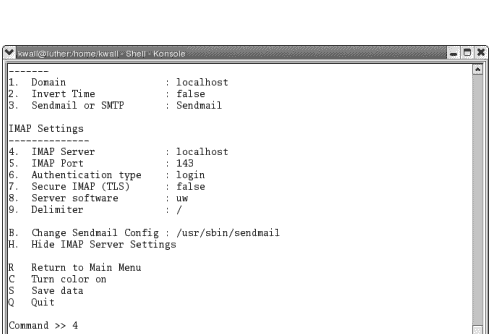 kwall@luther:/home/kwall - Shell - Konsole
-------
1. Domain : localhost
2. Invert Time : false
3. Sendmail or SMTP : Sendmail
IMAP Settings
--------------
4. IMAP Server : localhost
5. IMAP Port : 143
6. Authentication type : login
7. Secure IMAP (TLS) : false
8. Server software : uw
9. Delimiter : /
B. Change Sendmail Config : /usr/sbin/sendmail
H. Hide IMAP Server Settings
R Return to Main Menu
C Turn color on
S Save data
Q Quit
Command >> 4